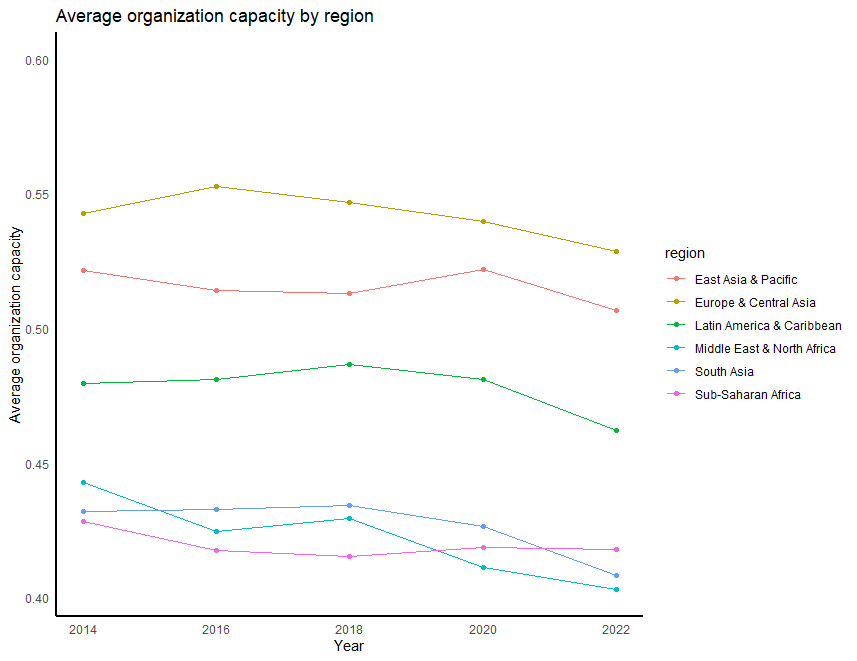 Average organization capacity by region
Average organization capacity
0.60
0.55
0.50
0.45
0.40
2014 2016 2018 2020 2022
Year
region
East Asia & Pacific
Europe & Central Asia
Latin America & Caribbean
Middle East & North Africa
South Asia
Sub-Saharan Africa